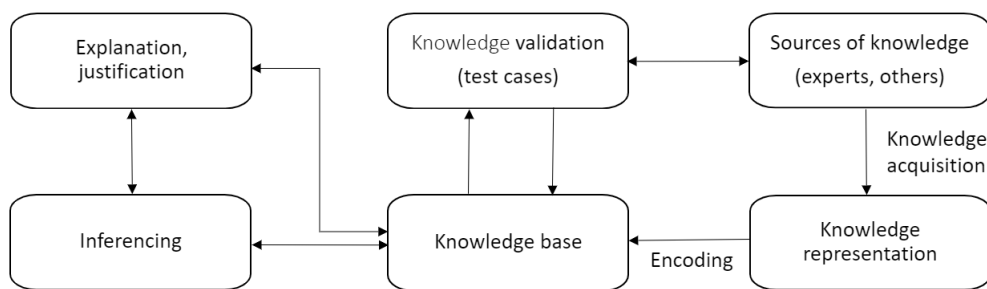 Explanation,
justification
Knowledge validation
(test cases)
Sources of knowledge
(experts, others)
Knowledge
acquisition
Inferencing
Knowledge base
Encoding
Knowledge
representation